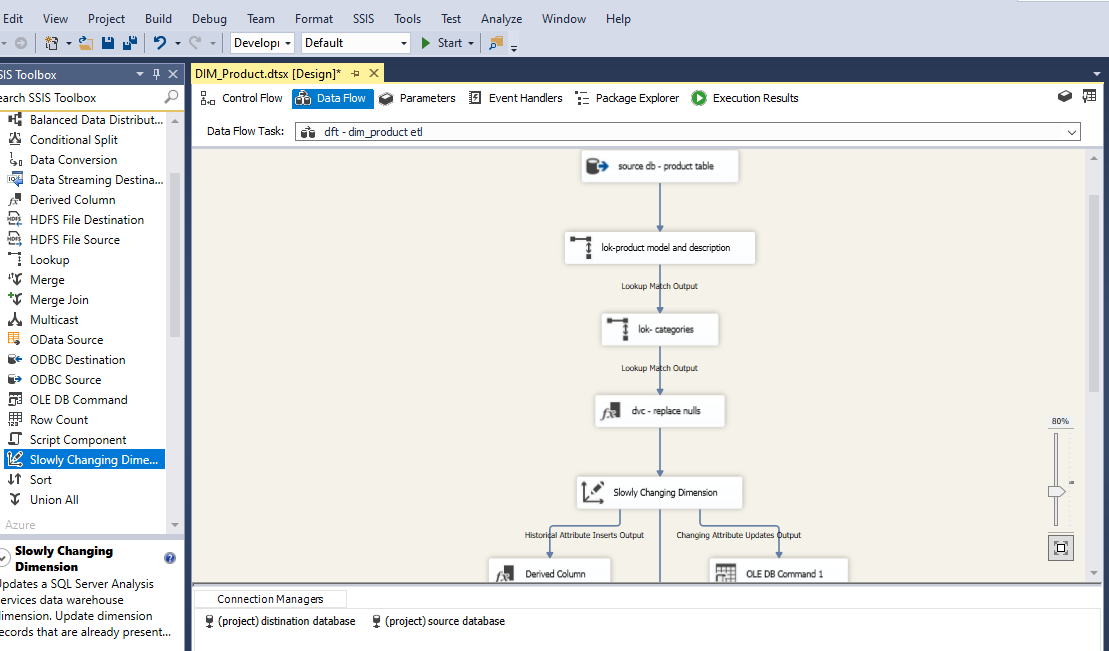 Edit View Project Build Debug Team Format SSIS Tools Test Analyze Window Help
Developi Default Start
SIS Toolbox
earch SSIS Toolbox
Balanced Data Distribut...
Conditional Split
Data Conversion
Data Streaming Destina...
Derived Column
HDFS File Destination
HDFS File Source
Lookup
Merge
Merge Join
Multicast
OData Source
ODBC Destination
ODBC Source
OLE DB Command
Row Count
Script Component
Slowly Changing Dime...
Sort
Union All
Azure
Slowly Changing
Dimension
Updates a SQL Server Analysis
ervices data warehouse
imension. Update dimension
ecords that are already present...
DIM_Product.dtsx [Design]*
Control Flow Data Flow Parameters Event Handlers Package Explorer Execution Results
Data Flow Task: dft - dim_product etl
source db - product table
lok-product model and description
Lookup Match Output
lok- categories
Lookup Match Output
dvc - replace nulls
Slowly Changing Dimension
Historical Attribute Inserts Output Changing Attribute Updates Output
Derived Column OLE DB Command 1
80%
Connection Managers
(project) distination database (project) source database